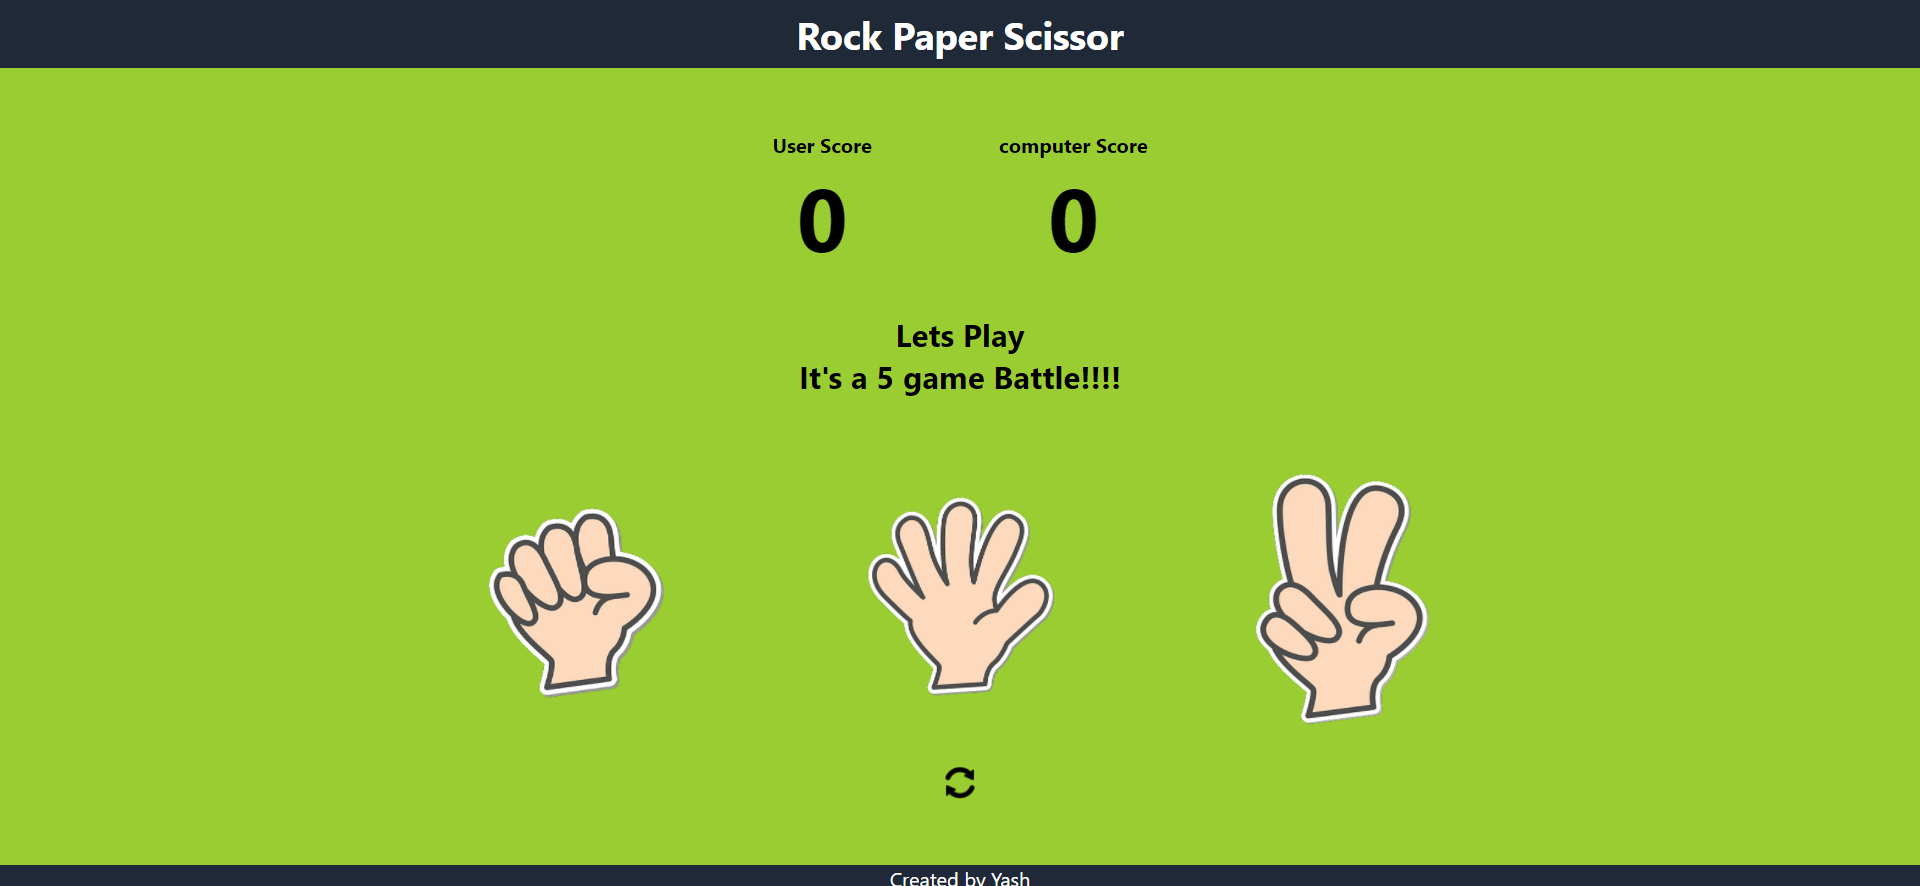 Rock Paper Scissor
User Score
computer Score
0
0
Lets Play
It's a 5 game Battle!!!!
Created by Yash